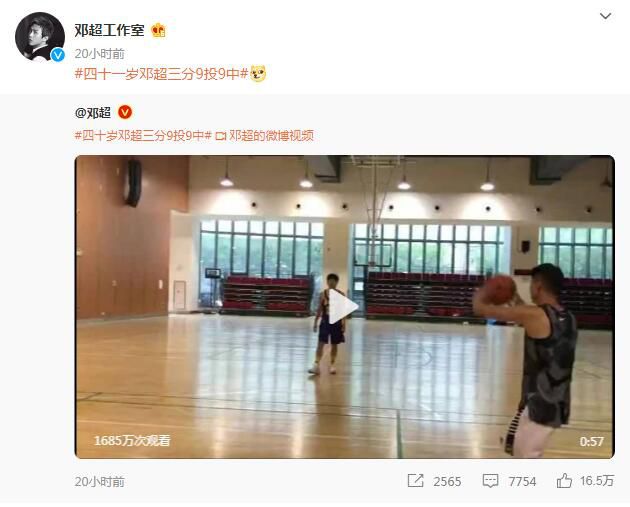 邓超工作室
20小时前
#四十一岁邓超三分9投9中#
@邓超
#四十岁邓超三分9投9中# 邓超的微博视频
1685万次观看
0:57
20小时前
2565
7754
16.5万